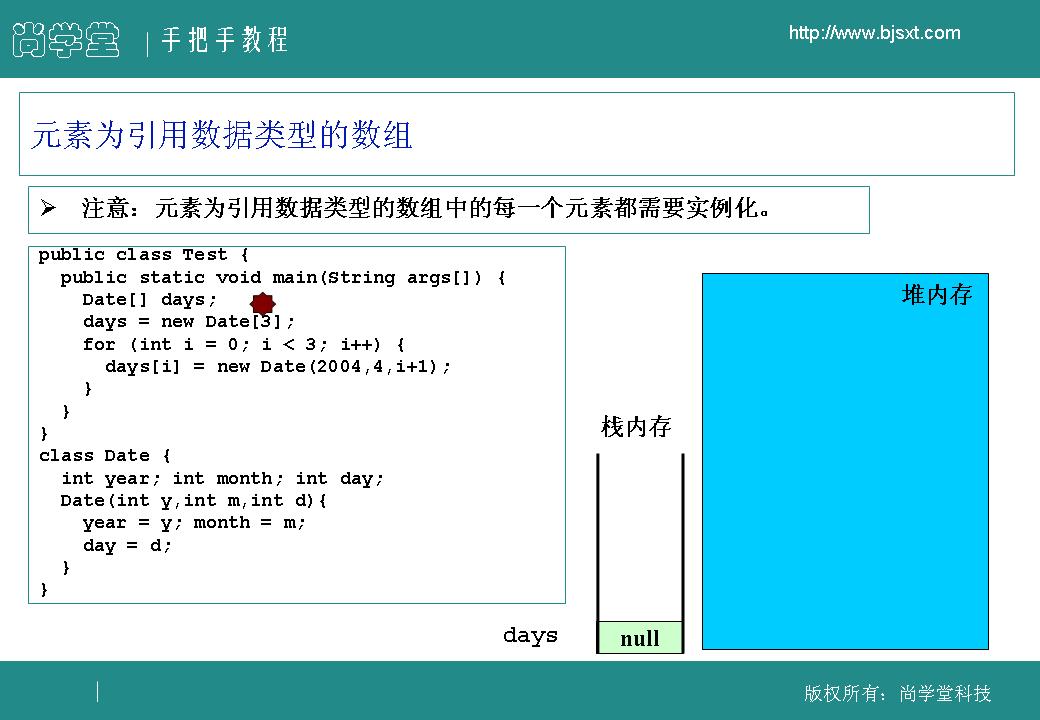 尚学堂 手把手教程
http://www.bjsxt.com
元素为引用数据类型的数组
注意：元素为引用数据类型的数组中的每一个元素都需要实例化。
public class Test {
  public static void main(String args[]) {
    Date[] days;
    days = new Date[3];
    for (int i = 0; i < 3; i++) {
      days[i] = new Date(2004,4,i+1);
    }
  }
}
class Date {
  int year; int month; int day;
  Date(int y,int m,int d){
    year = y; month = m;
    day = d;
  }
}
堆内存
栈内存
days
null
版权所有：尚学堂科技